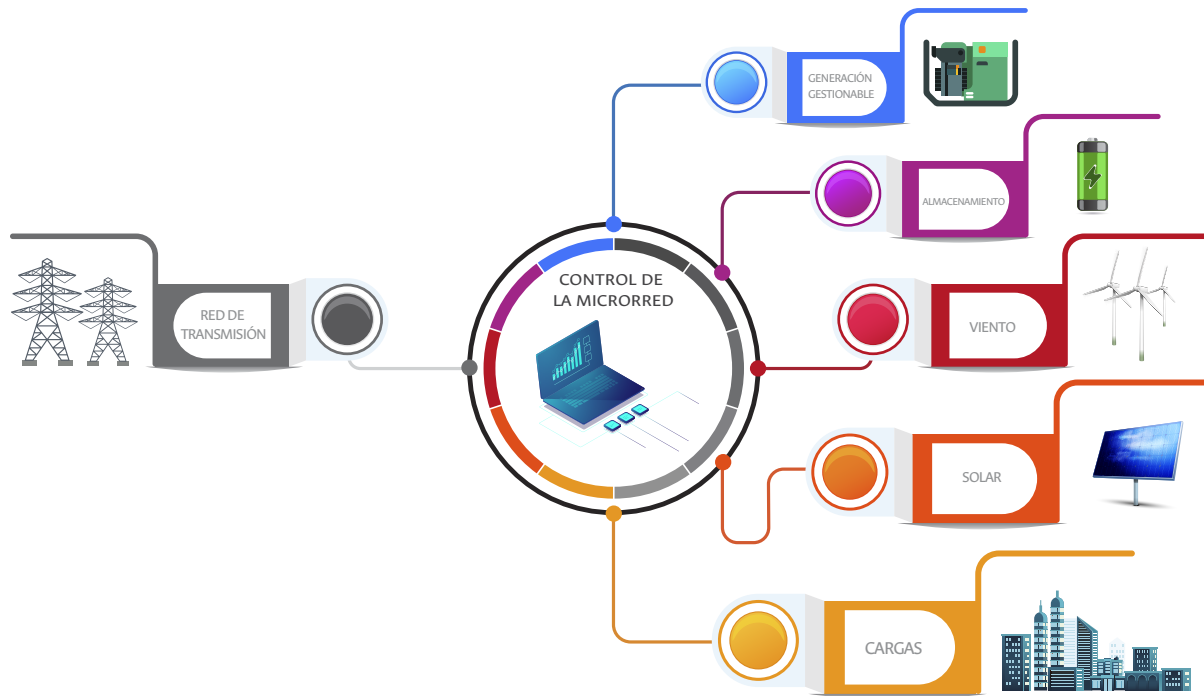 GENERACIÓN
GESTIONABLE
ALMACENAMIENTO
CONTROL DE
LA MICRORRED
RED DE
TRANSMISIÓN
VIENTO
SOLAR
CARGAS